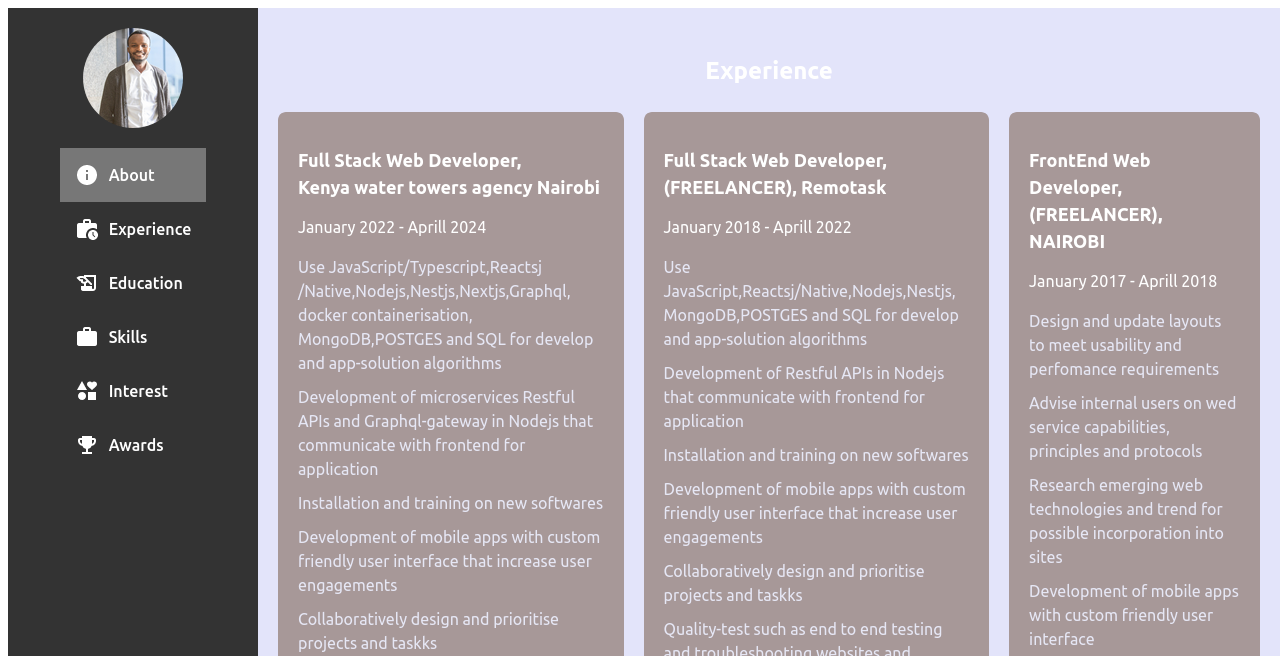 About
Experience
Education
Skills
Interest
Awards
Experience
Full Stack Web Developer,
Kenya water towers agency Nairobi
January 2022 - Aprill 2024
Use JavaScript/Typescript,Reactsj
/Native,Nodejs,Nestjs,Nextjs,Graphql,
docker containerisation,
MongoDB,POSTGES and SQL for develop
and app-solution algorithms
Development of microservices Restful
APIs and Graphql-gateway in Nodejs that
communicate with frontend for
application
Installation and training on new softwares
Development of mobile apps with custom
friendly user interface that increase user
engagements
Collaboratively design and prioritise
projects and taskks
Full Stack Web Developer,
(FREELANCER), Remotask
January 2018 - Aprill 2022
Use
JavaScript,Reactsj/Native,Nodejs,Nestjs,
MongoDB,POSTGES and SQL for develop
and app-solution algorithms
Development of Restful APIs in Nodejs
that communicate with frontend for
application
Installation and training on new softwares
Development of mobile apps with custom
friendly user interface that increase user
engagements
Collaboratively design and prioritise
projects and taskks
Quality-test such as end to end testing
and troubleshooting websites and
FrontEnd Web
Developer,
(FREELANCER),
NAIROBI
January 2017 - Aprill 2018
Design and update layouts
to meet usability and
perfomance requirements
Advise internal users on wed
service capabilities,
principles and protocols
Research emerging web
technologies and trend for
possible incorporation into
sites
Development of mobile apps
with custom friendly user
interface